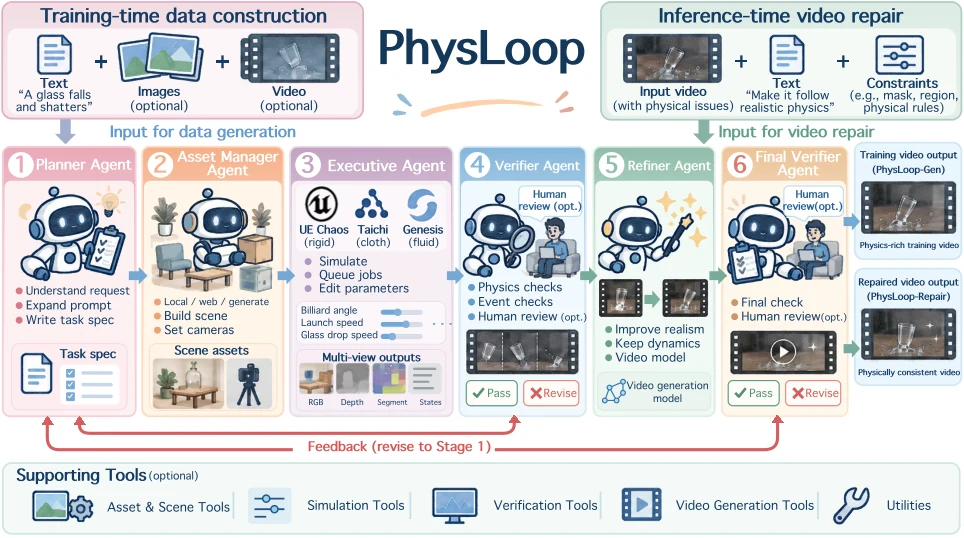 Training-time data construction
Text
"A glass falls
and shatters"
+
Images
(optional)
+
Video
(optional)
PhysLoop
Inference-time video repair
Input video
(with physical issues)
+
Text
"Make it follow
realistic physics"
+
Constraints
(e.g., mask, region,
physical rules)
Input for data generation
Input for video repair
1 Planner Agent
Understand request
Expand prompt
Write task spec
Task spec
2 Asset Manager
Agent
Local / web / generate
Build scene
Set cameras
Scene assets
3 Executive Agent
UE Chaos
(rigid)
Taichi
(cloth)
Genesis
(fluid)
Simulate
Queue jobs
Edit parameters
Billiard angle
Launch speed
Glass drop speed
...
Multi-view outputs
RGB
Depth
Segment
States
4 Verifier Agent
Human
review (opt.)
Physics checks
Event checks
Human review (opt.)
Pass
Revise
5 Refiner Agent
Improve realism
Keep dynamics
Video model
Video generation
model
6 Final Verifier
Agent
Human
review(opt.)
Final check
Human review(opt.)
Pass
Revise
Training video output
(PhysLoop-Gen)
Physics-rich training video
Repaired video output
(PhysLoop-Repair)
Physically consistent video
Feedback (revise to Stage 1)
Supporting Tools (optional)
Asset & Scene Tools
Simulation Tools
Verification Tools
Video Generation Tools
Utilities